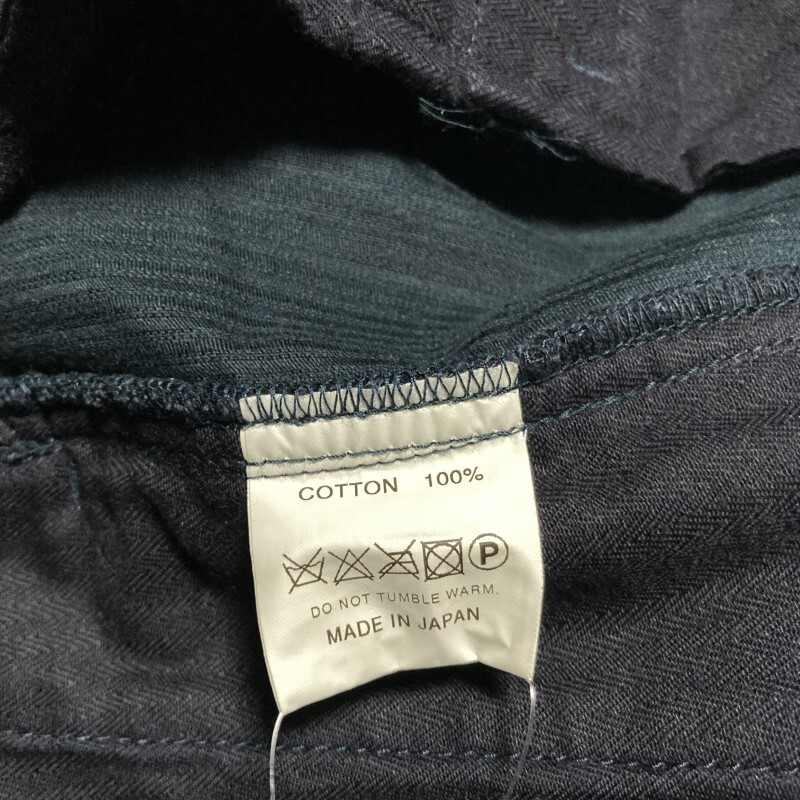 COTTON 100%
P
DO NOT TUMBLE WARM.
MADE IN JAPAN